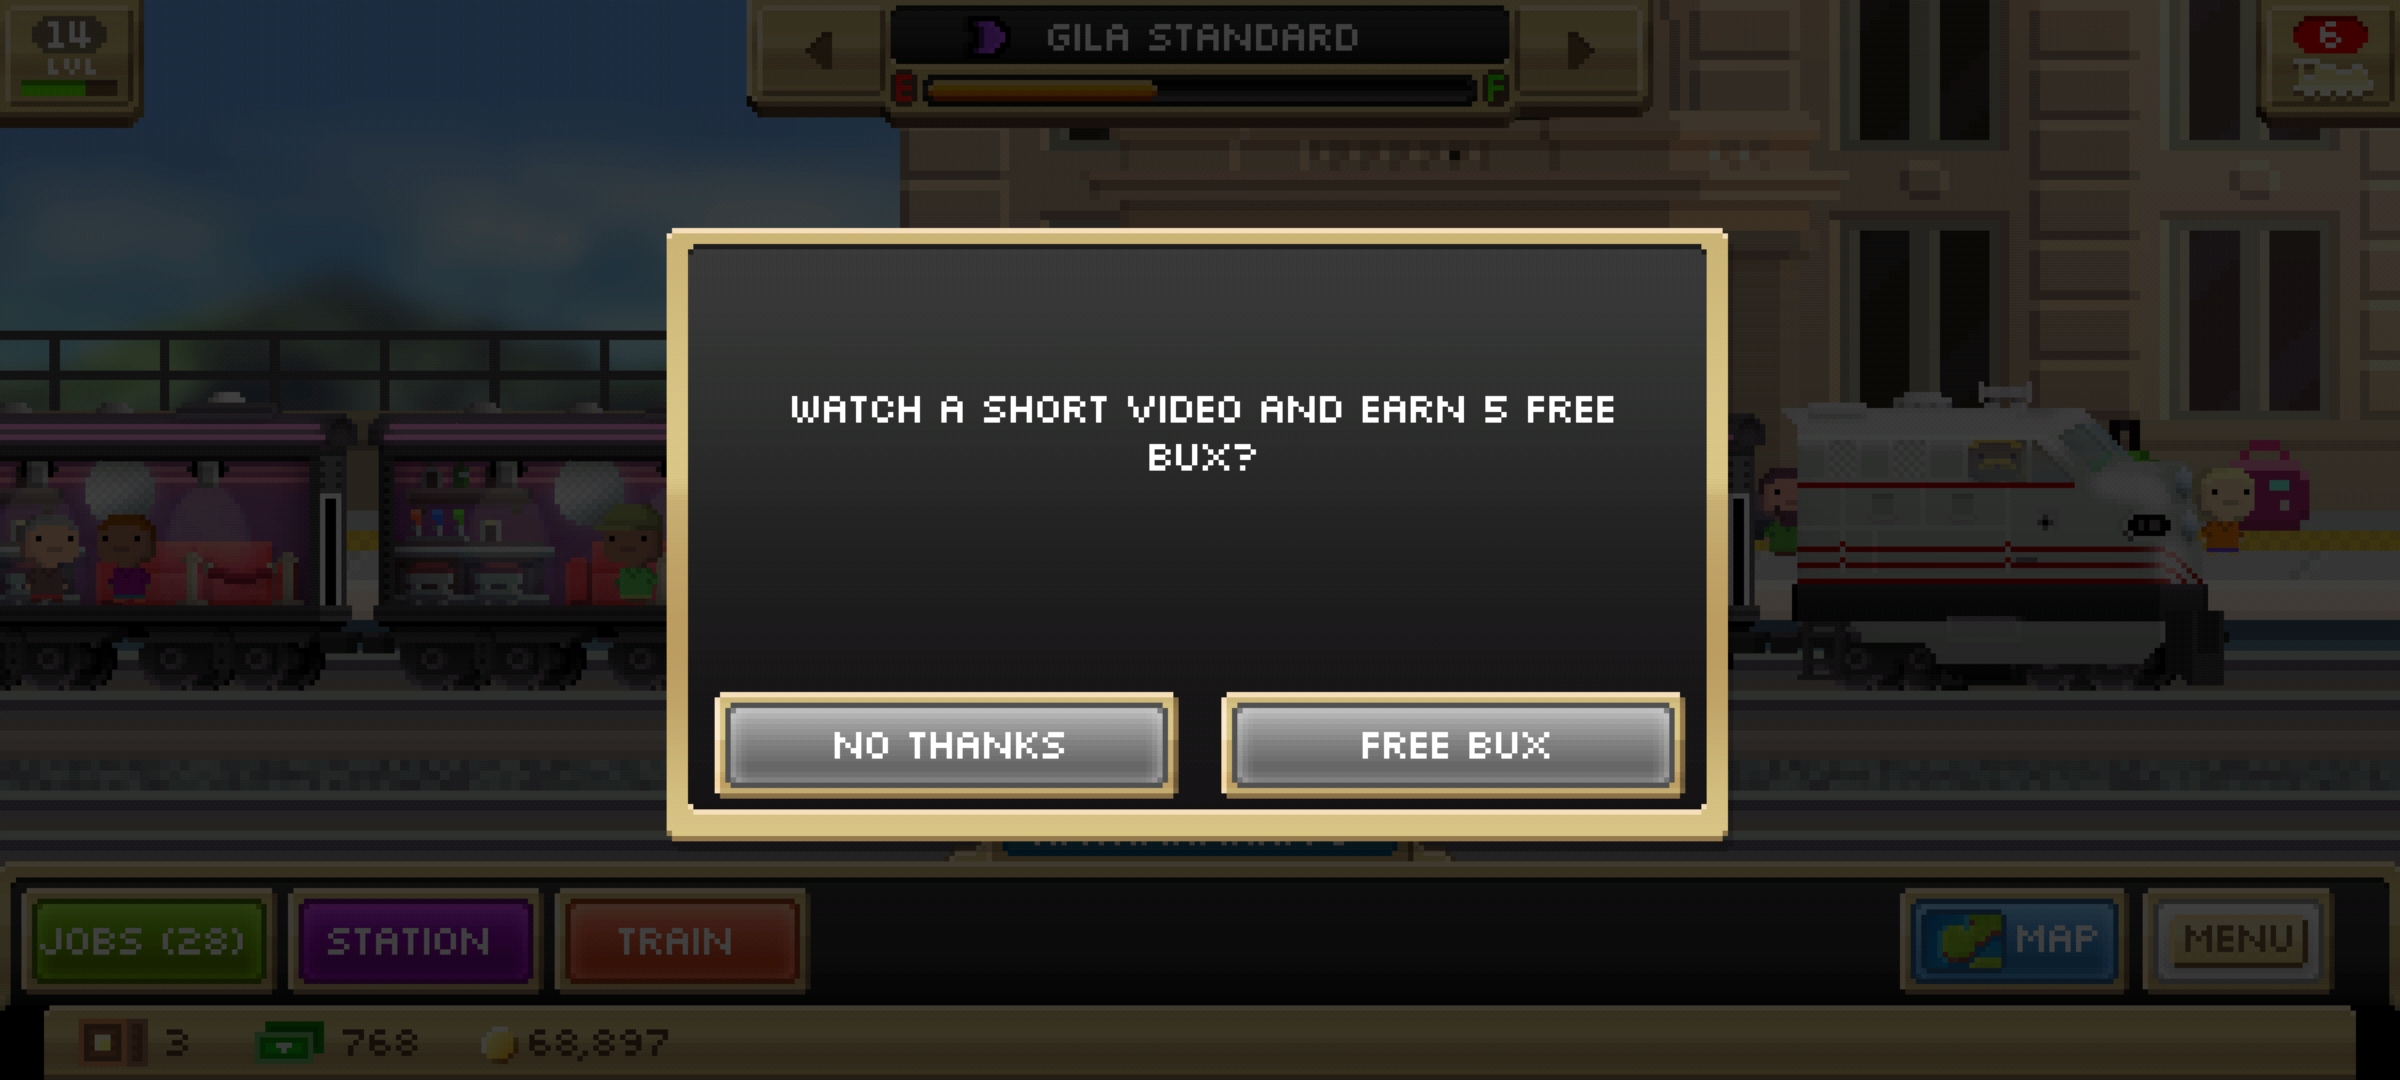 14
LVL
GILA STANDARD
E
F
6
WATCH A SHORT VIDEO AND EARN 5 FREE
BUX?
NO THANKS
FREE BUX
JOBS (28)
STATION
TRAIN
MAP
MENU
3
768
68,897